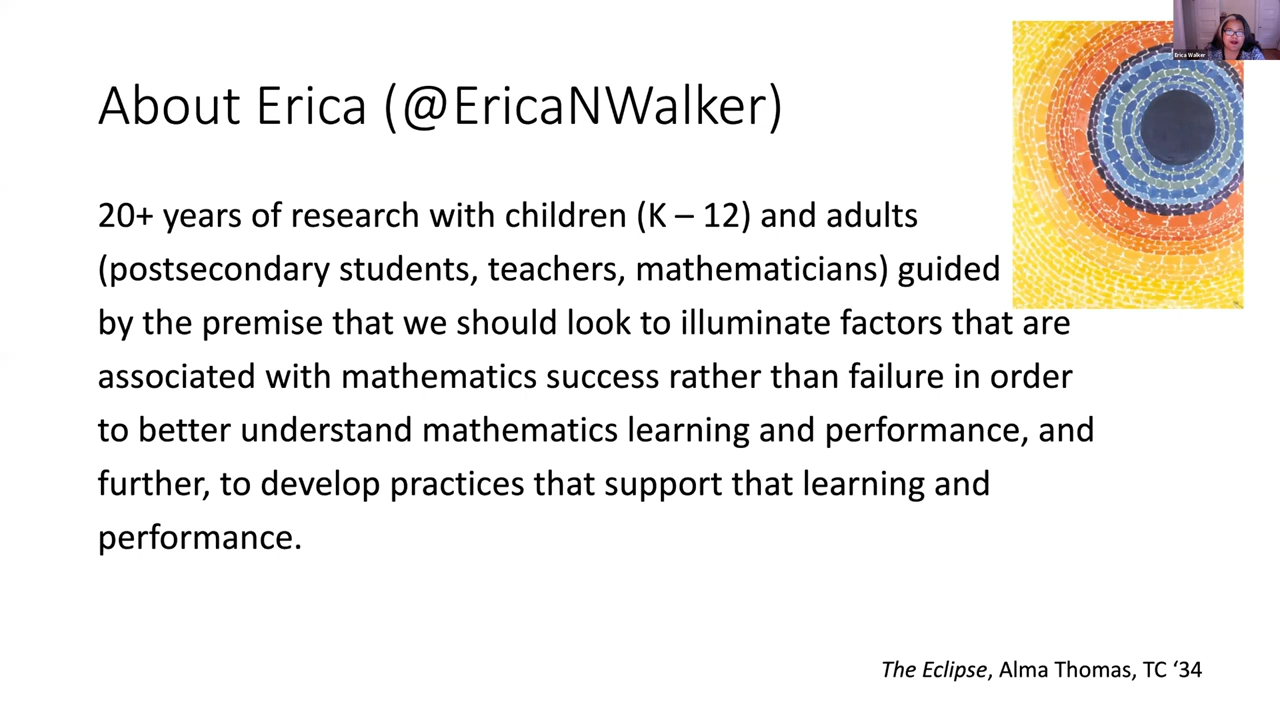 Erica Walker
About Erica (@EricaNWalker)
20+ years of research with children (K – 12) and adults
(postsecondary students, teachers, mathematicians) guided
by the premise that we should look to illuminate factors that are
associated with mathematics success rather than failure in order
to better understand mathematics learning and performance, and
further, to develop practices that support that learning and
performance.
The Eclipse, Alma Thomas, TC ‘34